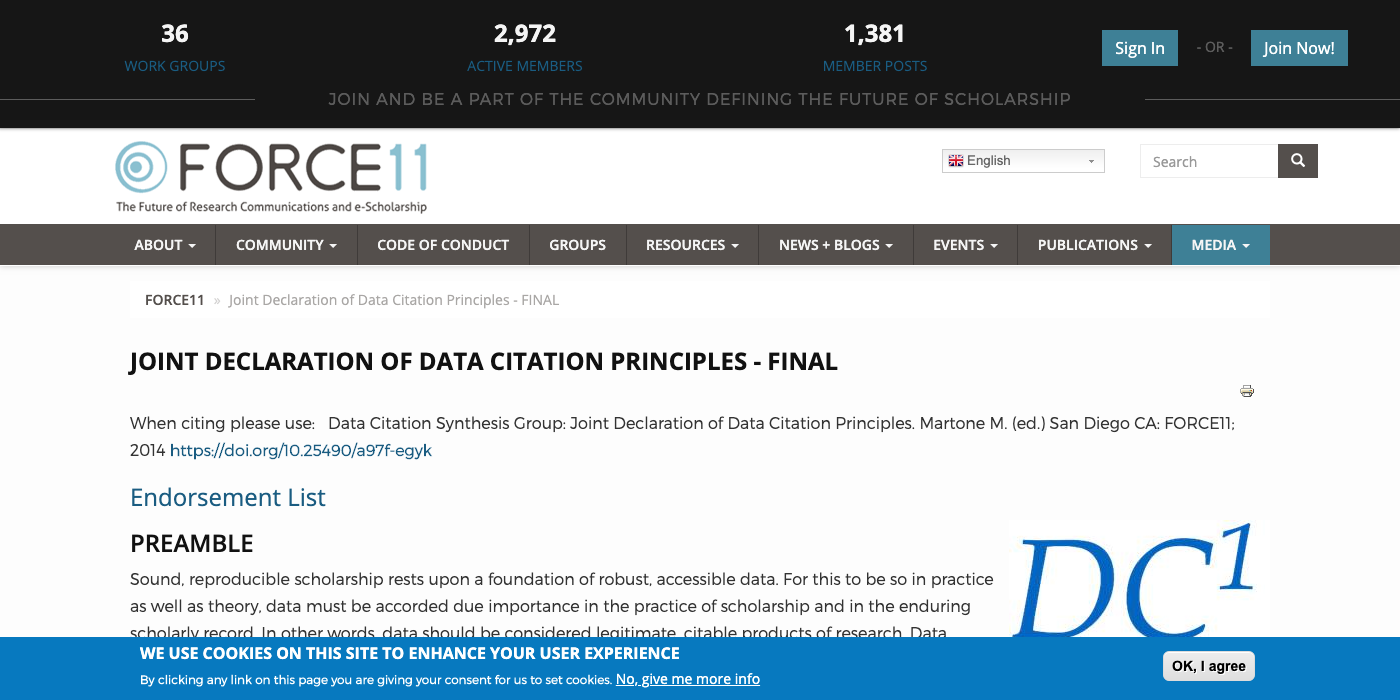 36
WORK GROUPS
2,972
ACTIVE MEMBERS
1,381
MEMBER POSTS
Sign In
- OR -
Join Now!
JOIN AND BE A PART OF THE COMMUNITY DEFINING THE FUTURE OF SCHOLARSHIP
FORCE11
The Future of Research Communications and e-Scholarship
English
Search
ABOUT
COMMUNITY
CODE OF CONDUCT
GROUPS
RESOURCES
NEWS + BLOGS
EVENTS
PUBLICATIONS
MEDIA
FORCE11 » Joint Declaration of Data Citation Principles - FINAL
JOINT DECLARATION OF DATA CITATION PRINCIPLES - FINAL
When citing please use:   Data Citation Synthesis Group: Joint Declaration of Data Citation Principles. Martone M. (ed.) San Diego CA: FORCE11;
2014 https://doi.org/10.25490/a97f-egyk
Endorsement List
PREAMBLE
DC1
Sound, reproducible scholarship rests upon a foundation of robust, accessible data. For this to be so in practice
as well as theory, data must be accorded due importance in the practice of scholarship and in the enduring
scholarly record. In other words, data should be considered legitimate, citable products of research. Data
WE USE COOKIES ON THIS SITE TO ENHANCE YOUR USER EXPERIENCE
By clicking any link on this page you are giving your consent for us to set cookies. No, give me more info
OK, I agree